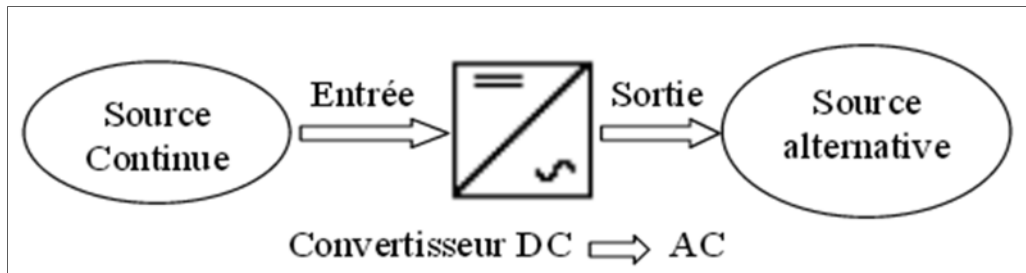 Source
Continue
Entrée
Sortie
Source
alternative
Convertisseur DC ⇨ AC